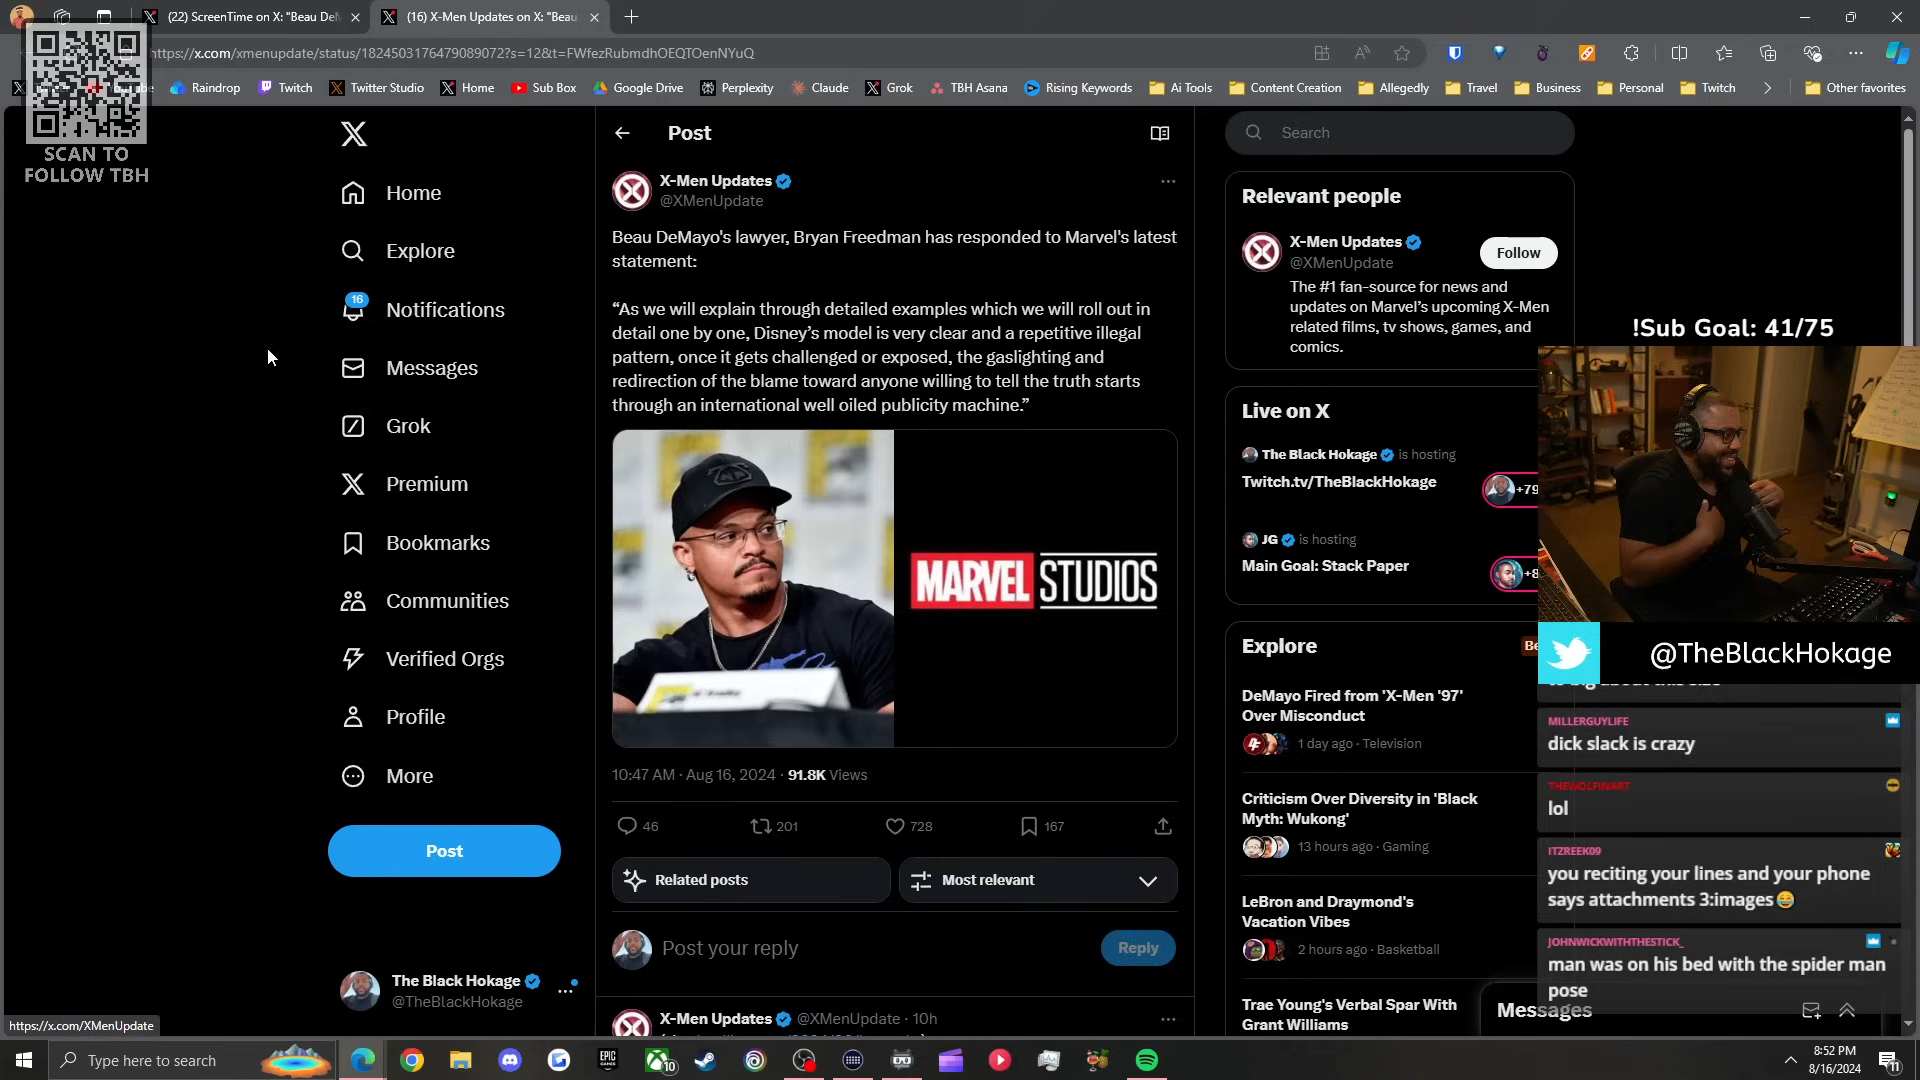 (22) ScreenTime on X: "Beau DeM
(16) X-Men Updates on X: "Beau
https://x.com/xmenupdate/status/1824503176479089072?s=12&t=FWfezRubmdhOEQTOenNYuQ
Raindrop
Twitch
Twitter Studio
Home
Sub Box
Google Drive
Perplexity
Claude
Grok
TBH Asana
Rising Keywords
Ai Tools
Content Creation
Allegedly
Travel
Business
Personal
Twitch
Other favorites
SCAN TO
FOLLOW TBH
Home
Explore
16
Notifications
Messages
Grok
Premium
Bookmarks
Communities
Verified Orgs
Profile
More
Post
The Black Hokage
@TheBlackHokage
https://x.com/XMenUpdate
Post
X-Men Updates
@XMenUpdate
Beau DeMayo's lawyer, Bryan Freedman has responded to Marvel's latest
statement:
“As we will explain through detailed examples which we will roll out in
detail one by one, Disney’s model is very clear and a repetitive illegal
pattern, once it gets challenged or exposed, the gaslighting and
redirection of the blame toward anyone willing to tell the truth starts
through an international well oiled publicity machine.”
MARVEL STUDIOS
10:47 AM · Aug 16, 2024 · 91.8K Views
46
201
728
167
Related posts
Most relevant
Post your reply
Reply
X-Men Updates @XMenUpdate · 10h
Search
Relevant people
X-Men Updates
@XMenUpdate
Follow
The #1 fan-source for news and
updates on Marvel’s upcoming X-Men
related films, tv shows, games, and
comics.
Live on X
The Black Hokage is hosting
Twitch.tv/TheBlackHokage
+79
JG is hosting
Main Goal: Stack Paper
+8
Explore
Be
DeMayo Fired from 'X-Men '97'
Over Misconduct
1 day ago · Television
Criticism Over Diversity in 'Black
Myth: Wukong'
13 hours ago · Gaming
LeBron and Draymond's
Vacation Vibes
2 hours ago · Basketball
Trae Young's Verbal Spar With
Grant Williams
Messages
!Sub Goal: 41/75
@TheBlackHokage
MILLERGUYLIFE
dick slack is crazy
THEWOLFINART
lol
ITZREEK09
you reciting your lines and your phone
says attachments 3:images
JOHNWICKWITHTHESTICK_
man was on his bed with the spider man
pose
Type here to search
EPIC
GAMES
10
8:52 PM
8/16/2024
11